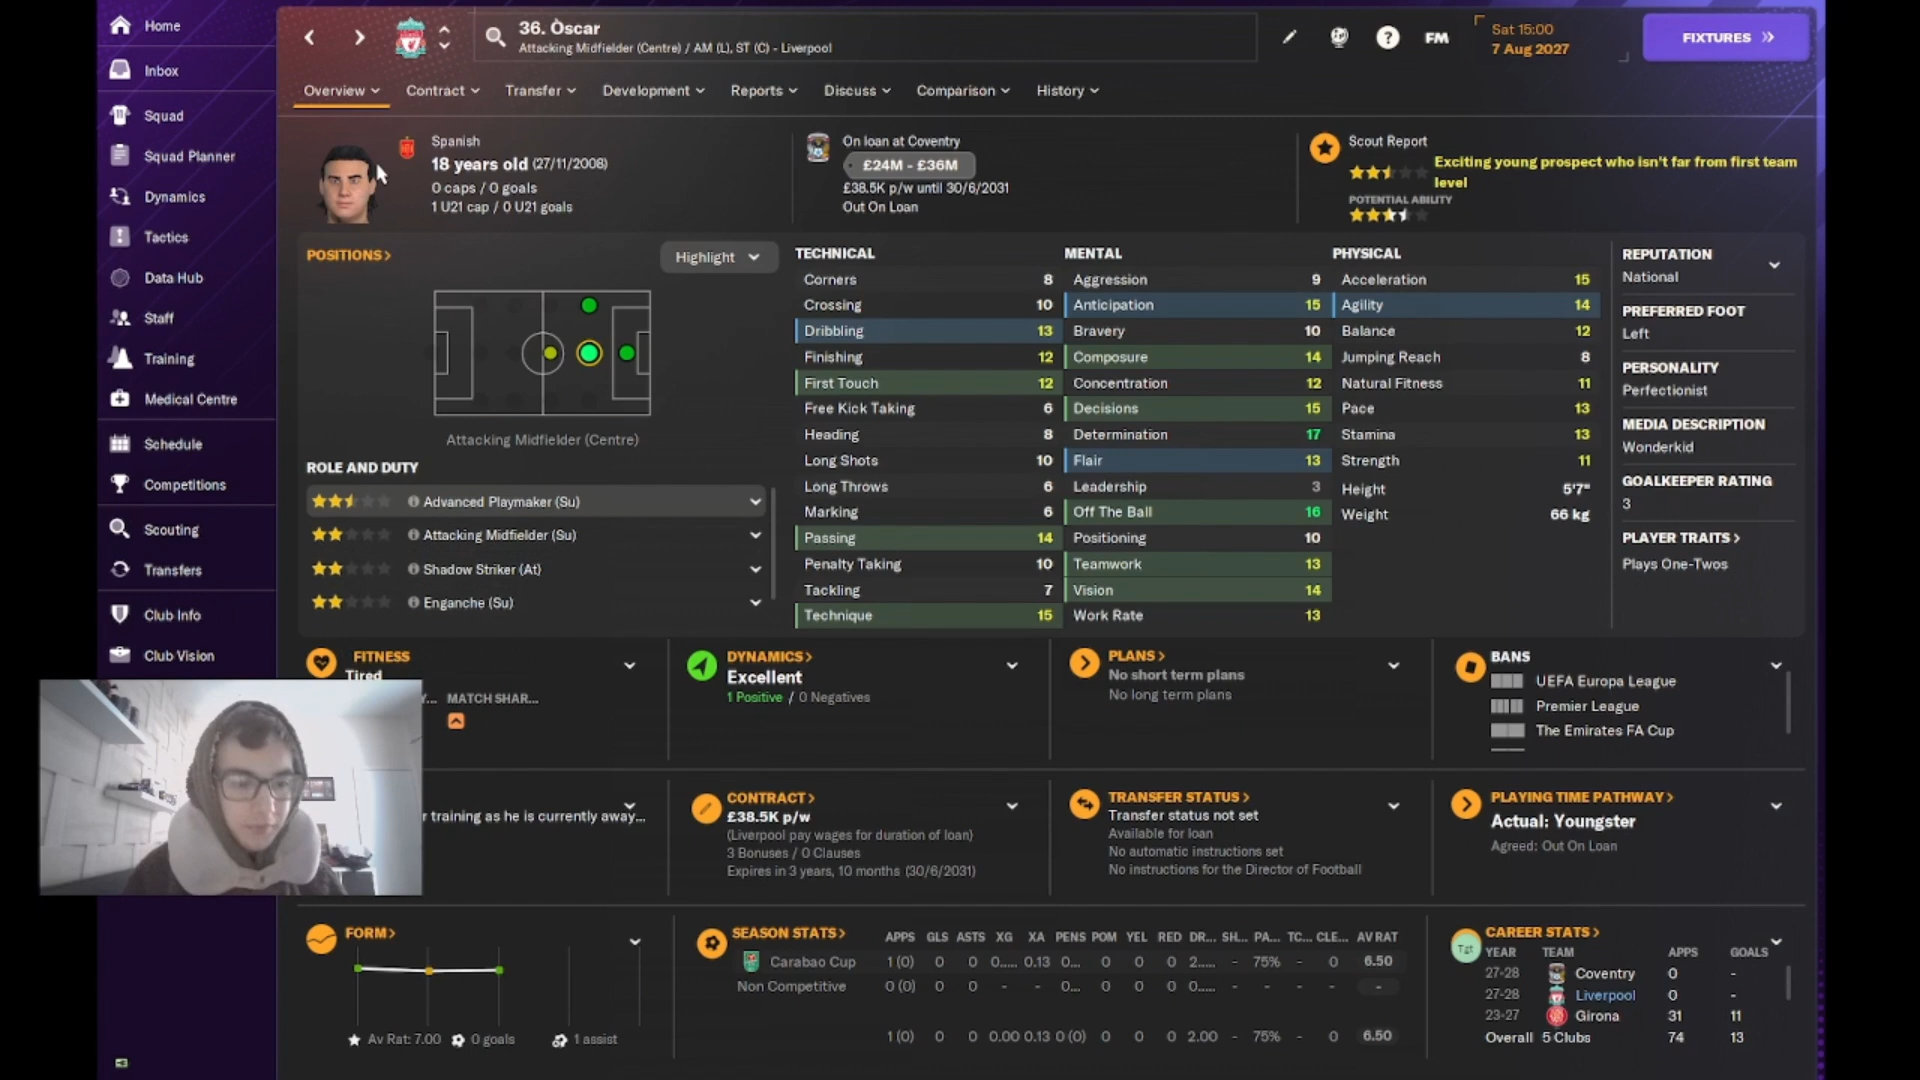 Home
Inbox
Squad
Squad Planner
Dynamics
Tactics
Data Hub
Staff
Training
Medical Centre
Schedule
Competitions
Scouting
Transfers
Club Info
Club Vision
36. Òscar
Attacking Midfielder (Centre) / AM (L), ST (C) - Liverpool
FM
Sat 15:00
7 Aug 2027
FIXTURES
Overview Contract Transfer Development Reports Discuss Comparison History
Spanish
18 years old (27/11/2008)
0 caps / 0 goals
1 U21 cap / 0 U21 goals
On loan at Coventry
£24M - £36M
£38.5K p/w until 30/6/2031
Out On Loan
Scout Report
Exciting young prospect who isn't far from first team
level
POTENTIAL ABILITY
POSITIONS
Highlight
Attacking Midfielder (Centre)
ROLE AND DUTY
Advanced Playmaker (Su)
Attacking Midfielder (Su)
Shadow Striker (At)
Enganche (Su)
TECHNICAL
Corners 8
Crossing 10
Dribbling 13
Finishing 12
First Touch 12
Free Kick Taking 6
Heading 8
Long Shots 10
Long Throws 6
Marking 6
Passing 14
Penalty Taking 10
Tackling 7
Technique 15
MENTAL
Aggression 9
Anticipation 15
Bravery 10
Composure 14
Concentration 12
Decisions 15
Determination 17
Flair 13
Leadership 3
Off The Ball 16
Positioning 10
Teamwork 13
Vision 14
Work Rate 13
PHYSICAL
Acceleration 15
Agility 14
Balance 12
Jumping Reach 8
Natural Fitness 11
Pace 13
Stamina 13
Strength 11
Height 5'7"
Weight 66 kg
REPUTATION
National
PREFERRED FOOT
Left
PERSONALITY
Perfectionist
MEDIA DESCRIPTION
Wonderkid
GOALKEEPER RATING
3
PLAYER TRAITS
Plays One-Twos
FITNESS
Tired
MATCH SHAR...
DYNAMICS
Excellent
1 Positive / 0 Negatives
PLANS
No short term plans
No long term plans
BANS
UEFA Europa League
Premier League
The Emirates FA Cup
training as he is currently away...
CONTRACT
£38.5K p/w
(Liverpool pay wages for duration of loan)
3 Bonuses / 0 Clauses
Expires in 3 years, 10 months (30/6/2031)
TRANSFER STATUS
Transfer status not set
Available for loan
No automatic instructions set
No instructions for the Director of Football
PLAYING TIME PATHWAY
Actual: Youngster
Agreed: Out On Loan
FORM
Av Rat: 7.00 0 goals 1 assist
SEASON STATS APPS GLS ASTS XG XA PENS POM YEL RED DR... SH... PA... TC... CLE... AV RAT
Carabao Cup 1 (0) 0 0 0.... 0.13 0... 0 0 0 2..... - 75% - 0 6.50
Non Competitive 0 (0) 0 0 - - 0... 0 0 0 0..... - - - 0 -
1 (0) 0 0 0.00 0.13 0 (0) 0 0 0 2.00 - 75% - 0 6.50
Tgt
CAREER STATS
YEAR TEAM APPS GOALS
27-28 Coventry 0 -
27-28 Liverpool 0 -
23-27 Girona 31 11
Overall 5 Clubs 74 13